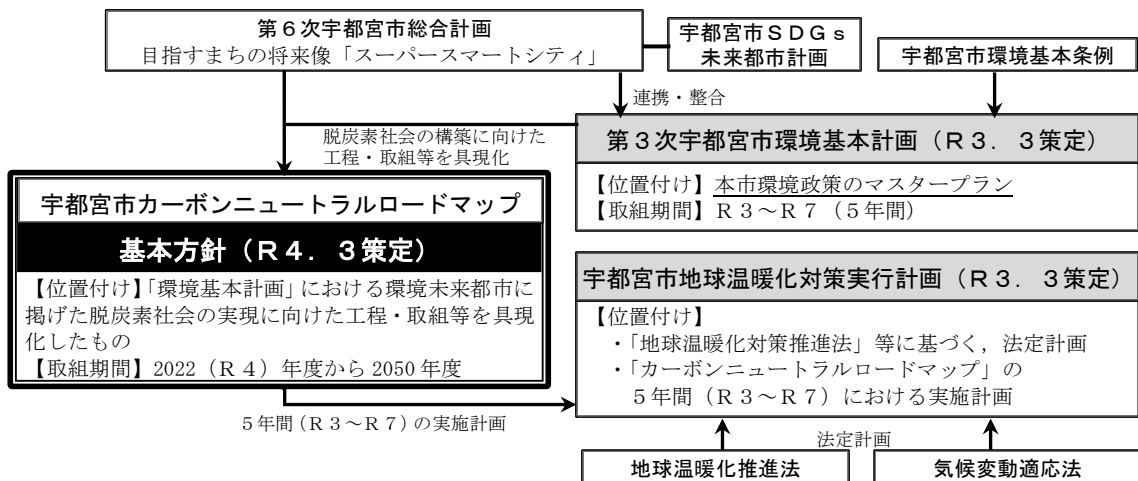 第６次宇都宮市総合計画
目指すまちの将来像「スーパースマートシティ」
宇都宮市ＳＤＧｓ
未来都市計画
宇都宮市環境基本条例
連携・整合
脱炭素社会の構築に向けた
工程・取組等を具現化
第３次宇都宮市環境基本計画（Ｒ３．３策定）
【位置付け】本市環境政策のマスタープラン
【取組期間】Ｒ３～Ｒ７（５年間）
宇都宮市カーボンニュートラルロードマップ
基本方針（Ｒ４．３策定）
【位置付け】「環境基本計画」における環境未来都市に
掲げた脱炭素社会の実現に向けた工程・取組等を具現
化したもの
【取組期間】2022（Ｒ４）年度から 2050 年度
宇都宮市地球温暖化対策実行計画（Ｒ３．３策定）
【位置付け】
・「地球温暖化対策推進法」等に基づく，法定計画
・「カーボンニュートラルロードマップ」の
５年間（Ｒ３～Ｒ７）における実施計画
５年間（Ｒ３～Ｒ７）の実施計画
法定計画
地球温暖化推進法
気候変動適応法